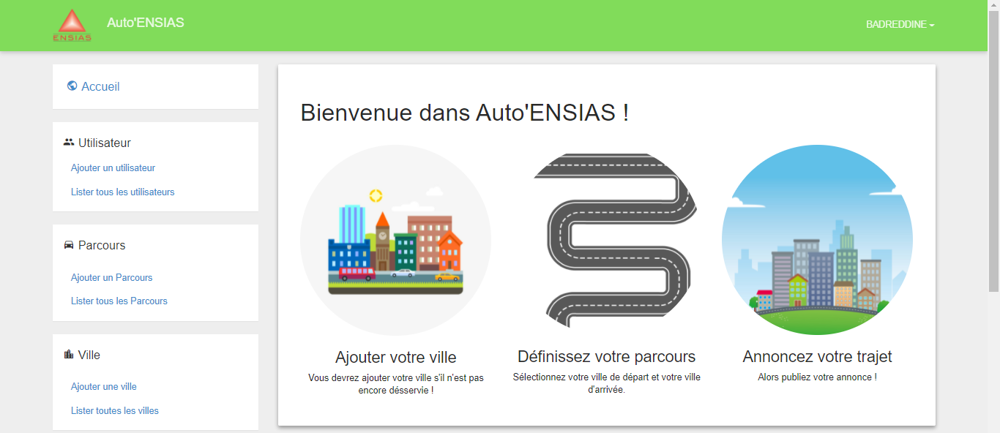 ENSIAS
Auto'ENSIAS
BADREDDINE
Accueil
Utilisateur
Ajouter un utilisateur
Lister tous les utilisateurs
Parcours
Ajouter un Parcours
Lister tous les Parcours
Ville
Ajouter une ville
Lister toutes les villes
Bienvenue dans Auto'ENSIAS !
Ajouter votre ville
Vous devrez ajouter votre ville s'il n'est pas
encore désservie !
Définissez votre parcours
Sélectionnez votre ville de départ et votre ville
d'arrivée.
Annoncez votre trajet
Alors publiez votre annonce !